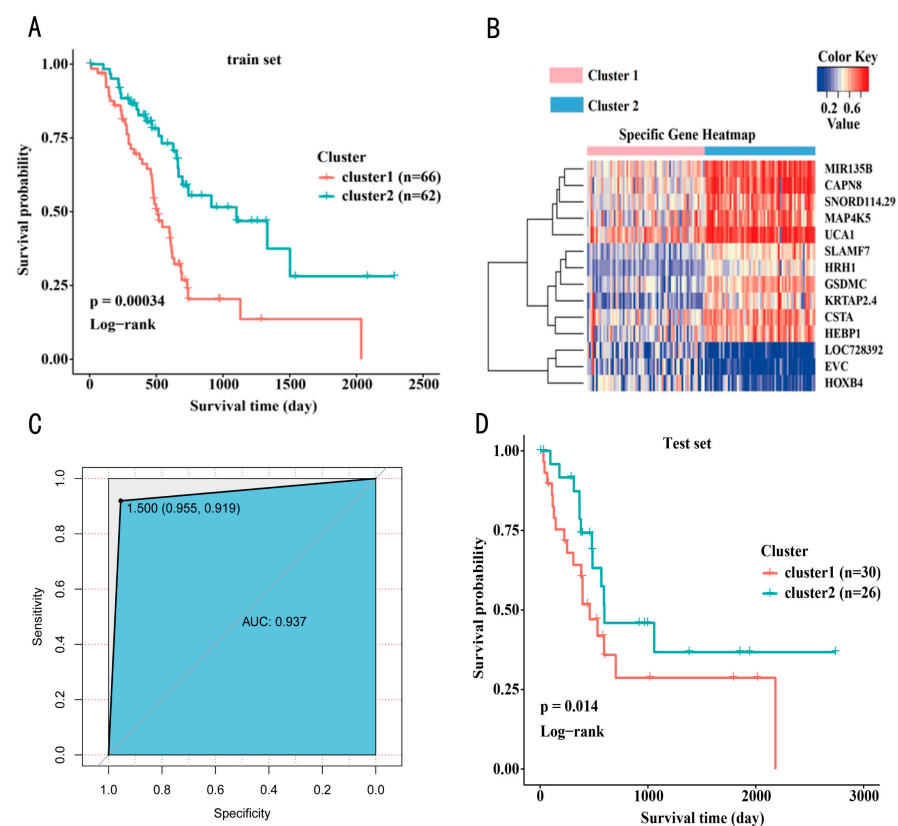 A
train set
1.00
0.75
0.50
0.25
0.00
Survival probability
Cluster
cluster1 (n=66)
cluster2 (n=62)
p = 0.00034
Log−rank
0
500
1000
1500
2000
2500
Survival time (day)
B
Cluster 1
Cluster 2
Color Key
0.2 0.6
Value
Specific Gene Heatmap
MIR135B
CAPN8
SNORD114.29
MAP4K5
UCA1
SLAMF7
HRH1
GSDMC
KRTAP2.4
CSTA
HEBP1
LOC728392
EVC
HOXB4
C
1.0
0.8
0.6
0.4
0.2
0.0
Sensitivity
1.500 (0.955, 0.919)
AUC: 0.937
1.0
0.8
0.6
0.4
0.2
0.0
Specificity
D
Test set
1.00
0.75
0.50
0.25
0.00
Survival probability
Cluster
cluster1 (n=30)
cluster2 (n=26)
p = 0.014
Log−rank
0
1000
2000
3000
Survival time (day)